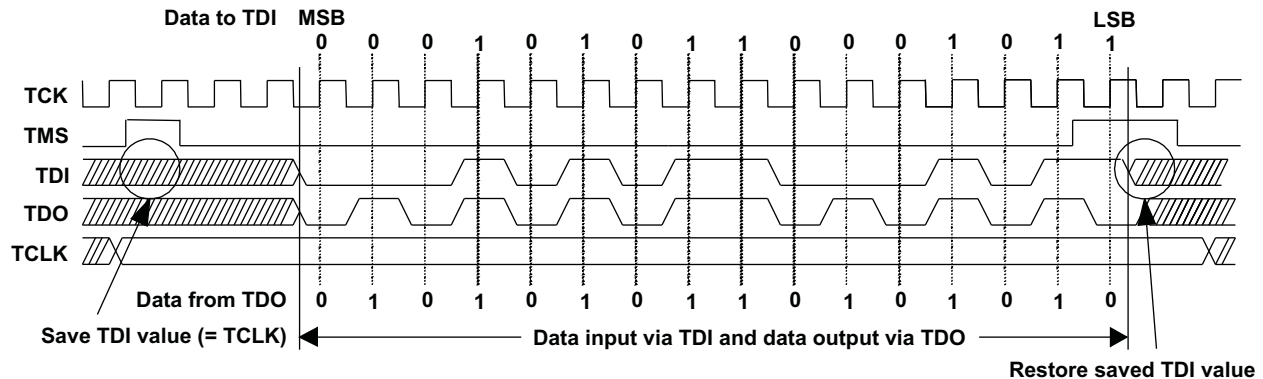 Data to TDI MSB LSB
0 0 0 1 0 1 0 1 1 0 0 0 1 0 1 1
TCK
TMS
TDI
TDO
TCLK
Data from TDO 0 1 0 1 0 1 0 1 1 0 1 0 1 0 1 0
Save TDI value (= TCLK) Data input via TDI and data output via TDO
Restore saved TDI value